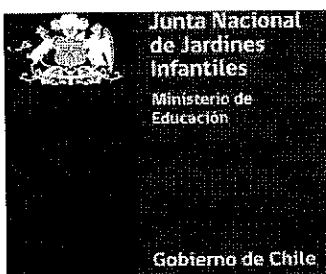 Junta Nacional
de Jardines
Infantiles
Ministerio de
Educación
Gobierno de Chile